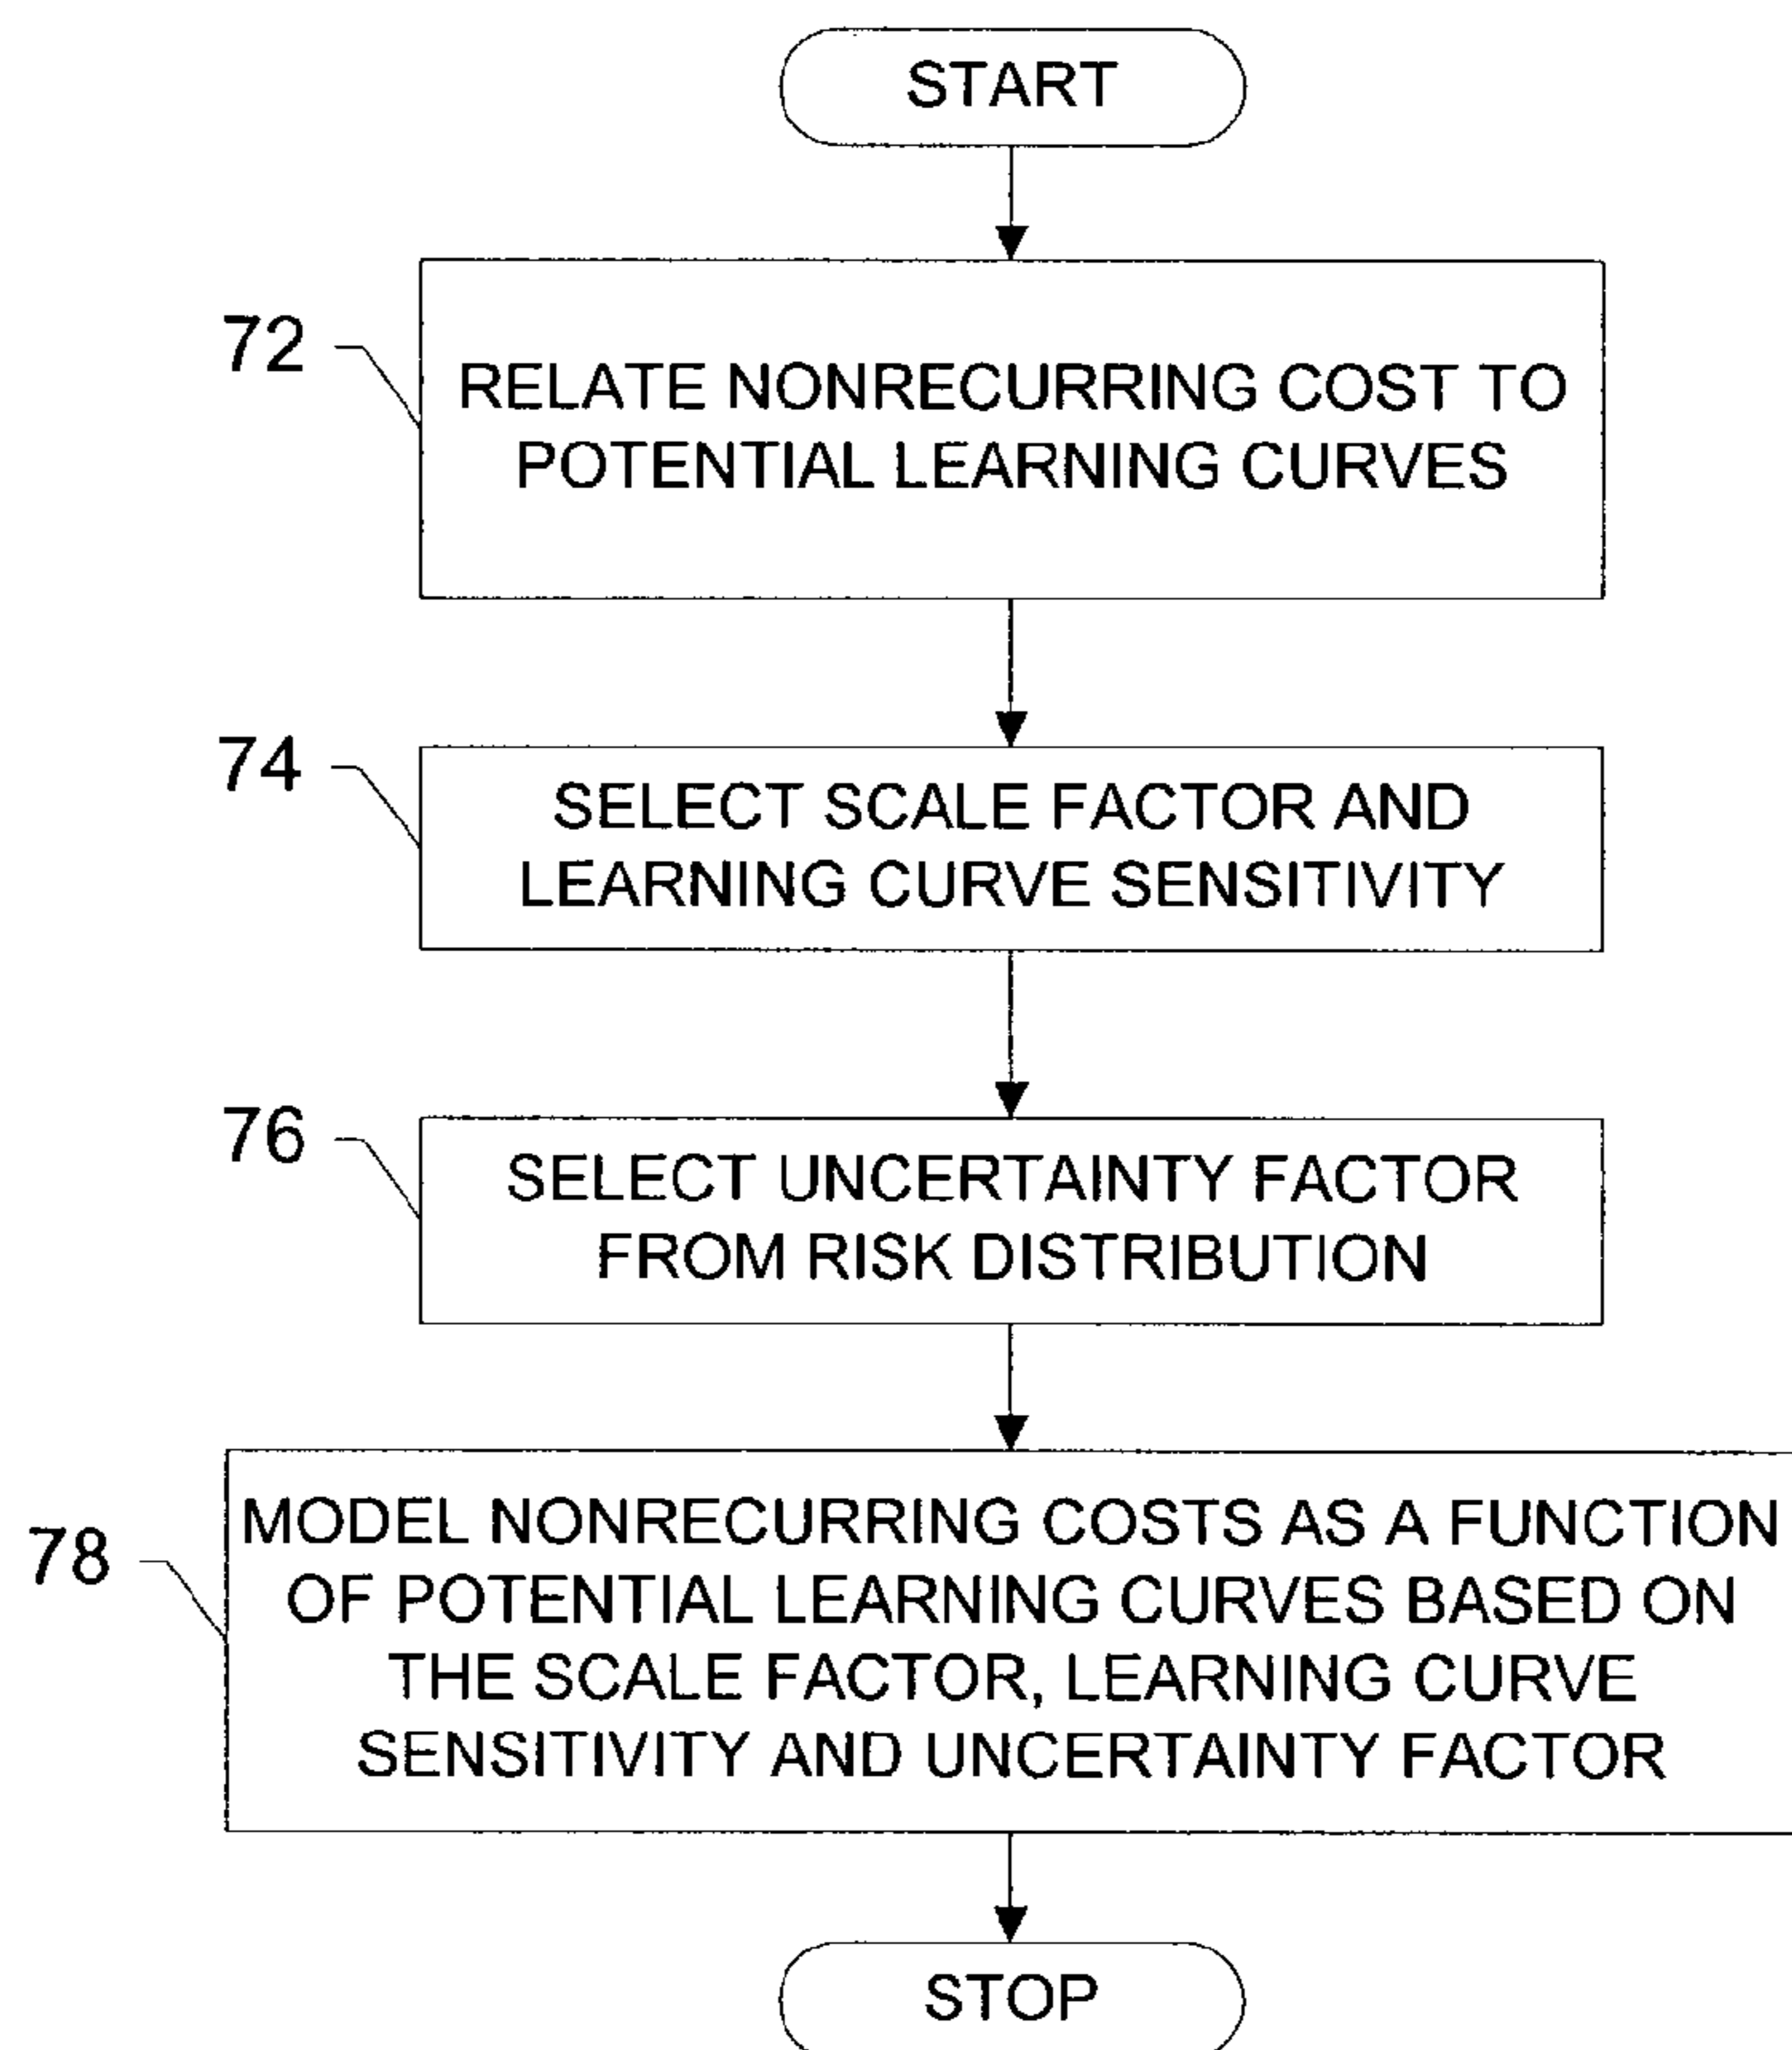 START
72
RELATE NONRECURRING COST TO
POTENTIAL LEARNING CURVES
74
SELECT SCALE FACTOR AND
LEARNING CURVE SENSITIVITY
76
SELECT UNCERTAINTY FACTOR
FROM RISK DISTRIBUTION
78
MODEL NONRECURRING COSTS AS A FUNCTION
OF POTENTIAL LEARNING CURVES BASED ON
THE SCALE FACTOR, LEARNING CURVE
SENSITIVITY AND UNCERTAINTY FACTOR
STOP